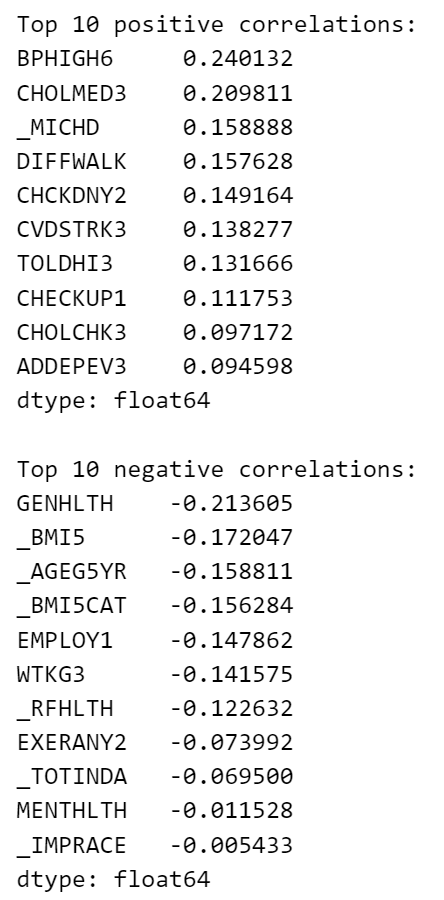 Top 10 positive correlations:
BPHIGH6 0.240132
CHOLMED3 0.209811
_MICHD 0.158888
DIFFWALK 0.157628
CHCKDNY2 0.149164
CVDSTRK3 0.138277
TOLDHI3 0.131666
CHECKUP1 0.111753
CHOLCHK3 0.097172
ADDEPEV3 0.094598
dtype: float64
Top 10 negative correlations:
GENHLTH -0.213605
_BMI5 -0.172047
_AGEG5YR -0.158811
_BMI5CAT -0.156284
EMPLOY1 -0.147862
WTKG3 -0.141575
_RFHLTH -0.122632
EXERANY2 -0.073992
_TOTINDA -0.069500
MENTHLTH -0.011528
_IMPRACE -0.005433
dtype: float64